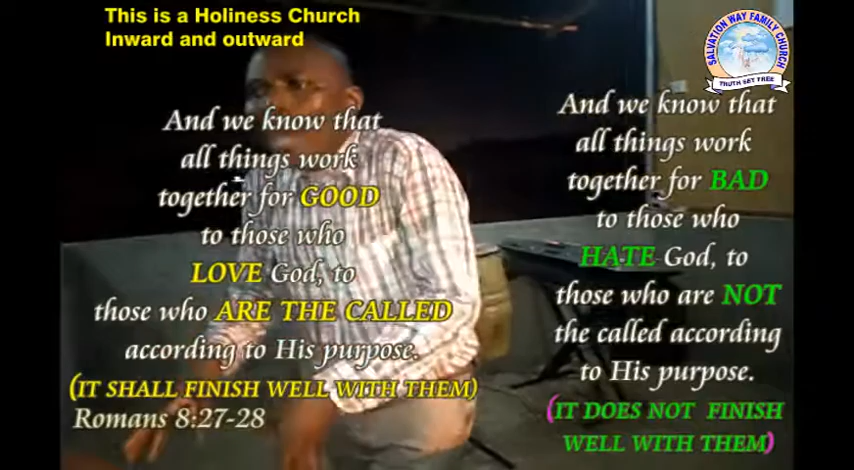 This is a Holiness Church
Inward and outward
SALVATION WAY FAMILY CHURCH
TRUTH SET FREE
And we know that
all things work
together for GOOD
to those who
LOVE God, to
those who ARE THE CALLED
according to His purpose.
(IT SHALL FINISH WELL WITH THEM)
Romans 8:27-28
And we know that
all things work
together for BAD
to those who
HATE God, to
those who are NOT
the called according
to His purpose.
(IT DOES NOT FINISH
WELL WITH THEM)